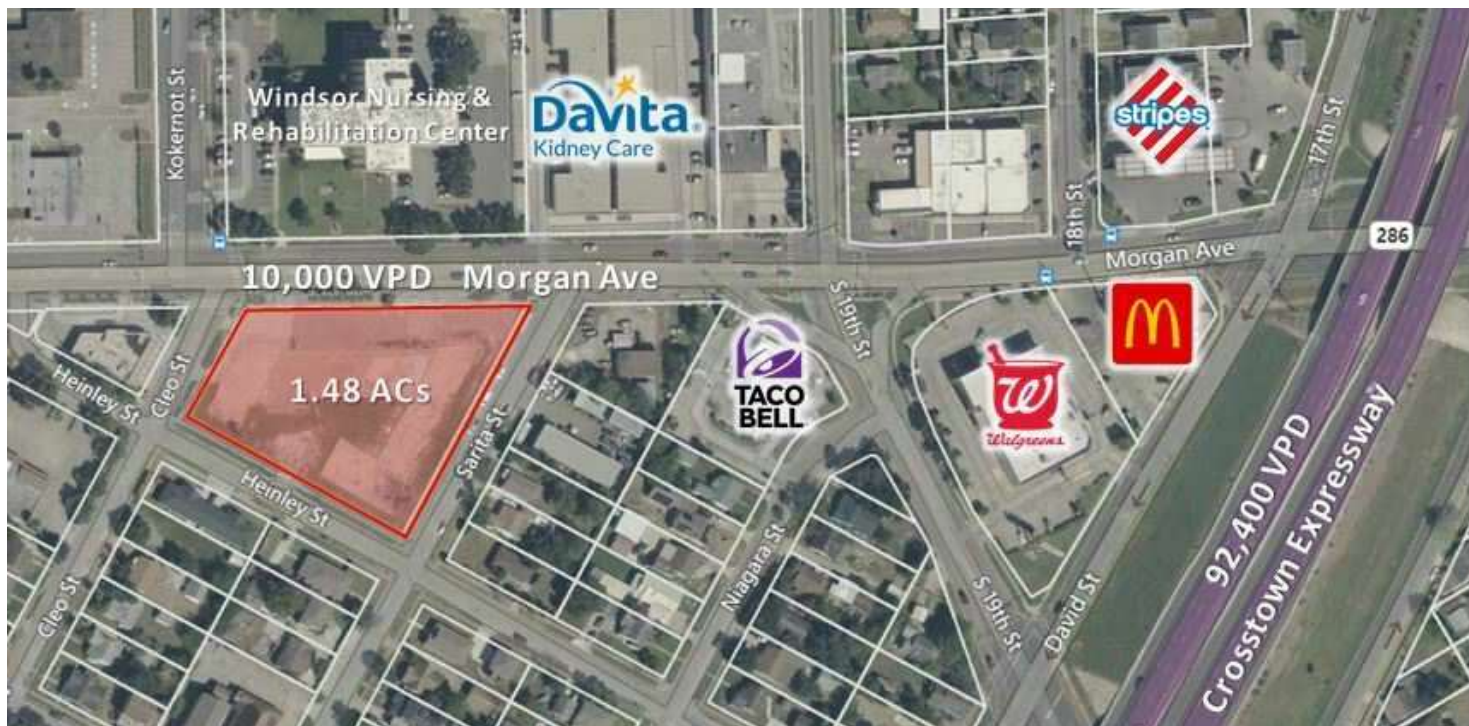 Kokernot St
Windsor Nursing &
Rehabilitation Center
DaVita.
Kidney Care
stripes
17th St
18th St
286
Morgan Ave
10,000 VPD Morgan Ave
S 19th St
Heinley St
Cleo St
1.48 ACs
Sarita St
TACO
BELL
W
Walgreens
M
Heinley St
Cleo St
Niagara St
S 19th St
David St
92,400 VPD
Crosstown Expressway